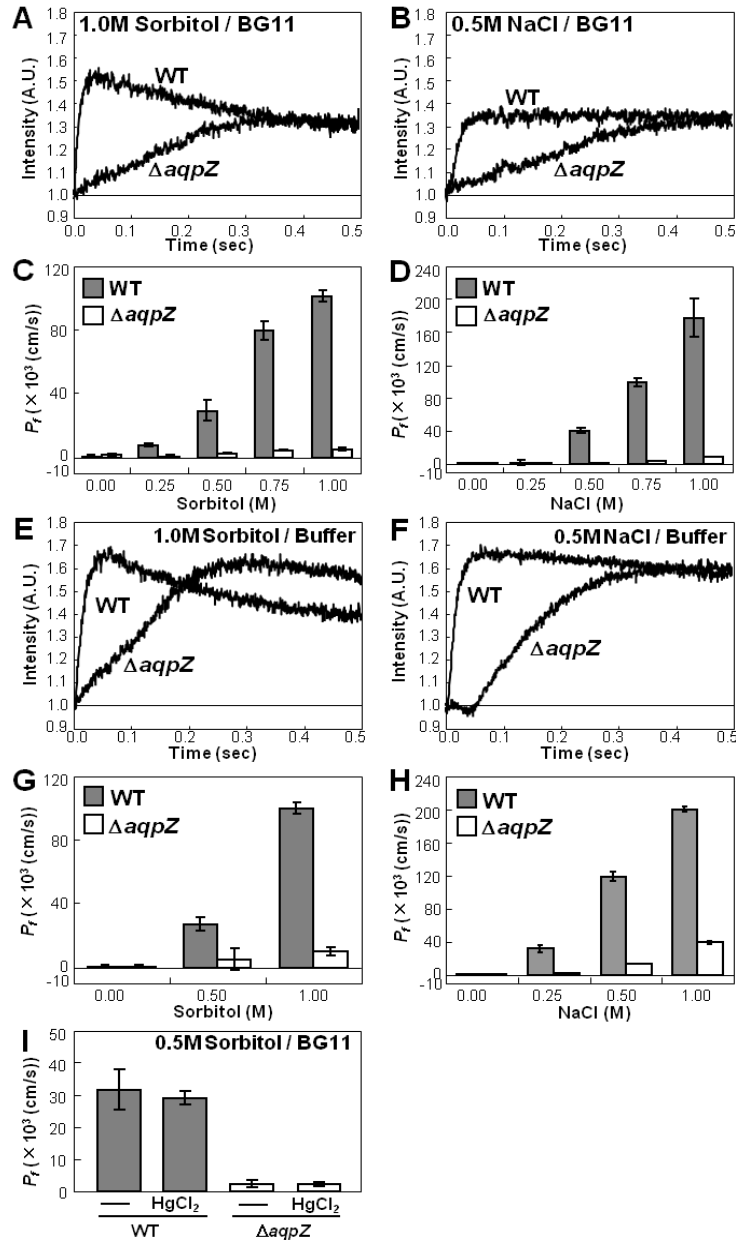 A 1.0M Sorbitol / BG11
1.8
1.7
1.6
1.5
1.4
1.3
1.2
1.1
1.0
0.9
Intensity (A.U.)
WT
ΔaqpZ
0.0 0.1 0.2 0.3 0.4 0.5
Time (sec)
B 0.5M NaCl / BG11
1.8
1.7
1.6
1.5
1.4
1.3
1.2
1.1
1.0
0.9
Intensity (A.U.)
WT
ΔaqpZ
0.0 0.1 0.2 0.3 0.4 0.5
Time (sec)
C
120
80
40
0
-10
Pf (× 10³ (cm/s))
WT
ΔaqpZ
0.00 0.25 0.50 0.75 1.00
Sorbitol (M)
D
240
200
160
120
80
40
0
-10
Pf (× 10³ (cm/s))
WT
ΔaqpZ
0.00 0.25 0.50 0.75 1.00
NaCl (M)
E 1.0M Sorbitol / Buffer
1.8
1.7
1.6
1.5
1.4
1.3
1.2
1.1
1.0
0.9
Intensity (A.U.)
WT
ΔaqpZ
0.0 0.1 0.2 0.3 0.4 0.5
Time (sec)
F 0.5M NaCl / Buffer
1.8
1.7
1.6
1.5
1.4
1.3
1.2
1.1
1.0
0.9
Intensity (A.U.)
WT
ΔaqpZ
0.0 0.1 0.2 0.3 0.4 0.5
Time (sec)
G
120
80
40
0
-10
Pf (× 10³ (cm/s))
WT
ΔaqpZ
0.00 0.50 1.00
Sorbitol (M)
H
240
200
160
120
80
40
0
-10
Pf (× 10³ (cm/s))
WT
ΔaqpZ
0.00 0.25 0.50 1.00
NaCl (M)
I 0.5M Sorbitol / BG11
50
40
30
20
10
0
Pf (× 10³ (cm/s))
— HgCl₂ — HgCl₂
WT ΔaqpZ